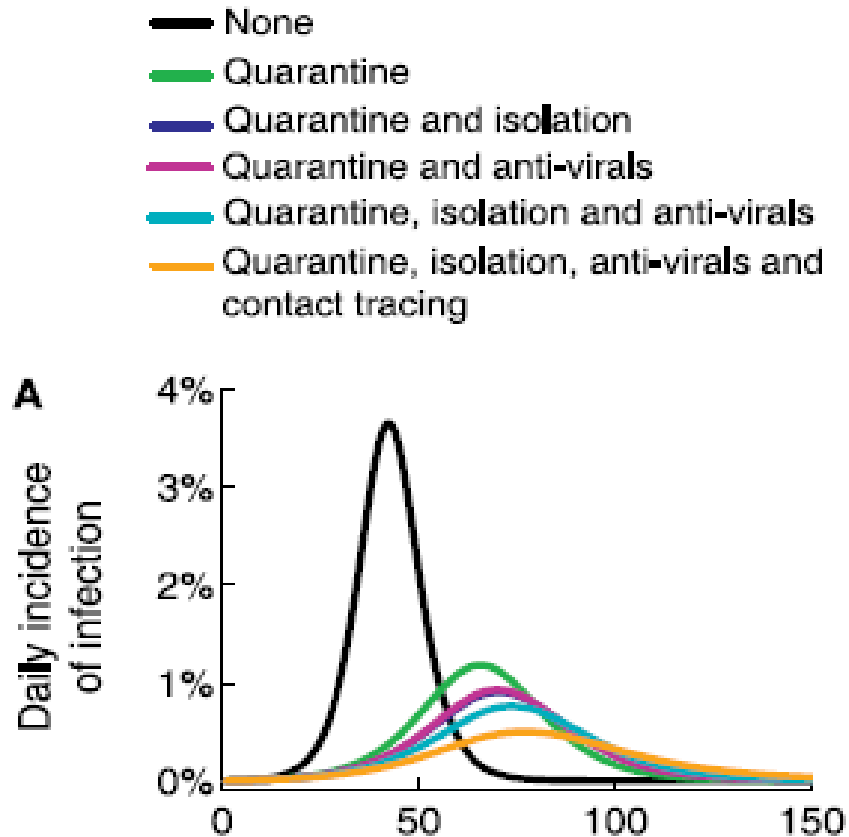 None
Quarantine
Quarantine and isolation
Quarantine and anti-virals
Quarantine, isolation and anti-virals
Quarantine, isolation, anti-virals and
contact tracing
A
Daily incidence
of infection
4%
3%
2%
1%
0%
0
50
100
150